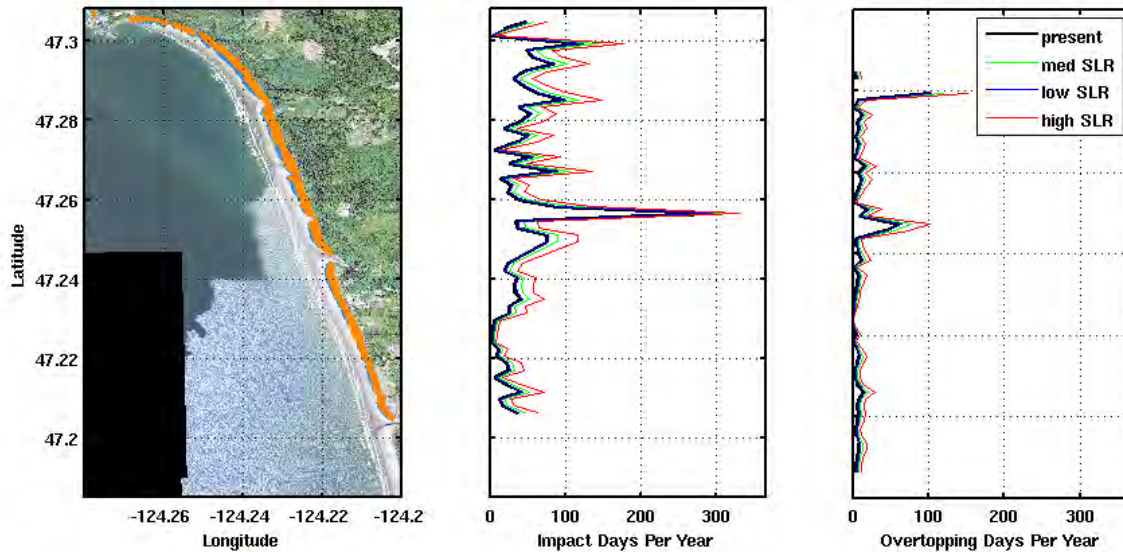 present
med SLR
low SLR
high SLR
47.3
47.28
47.26
47.24
47.22
47.2
Latitude
-124.26 -124.24 -124.22 -124.2
Longitude
0 100 200 300
Impact Days Per Year
0 100 200 300
Overtopping Days Per Year